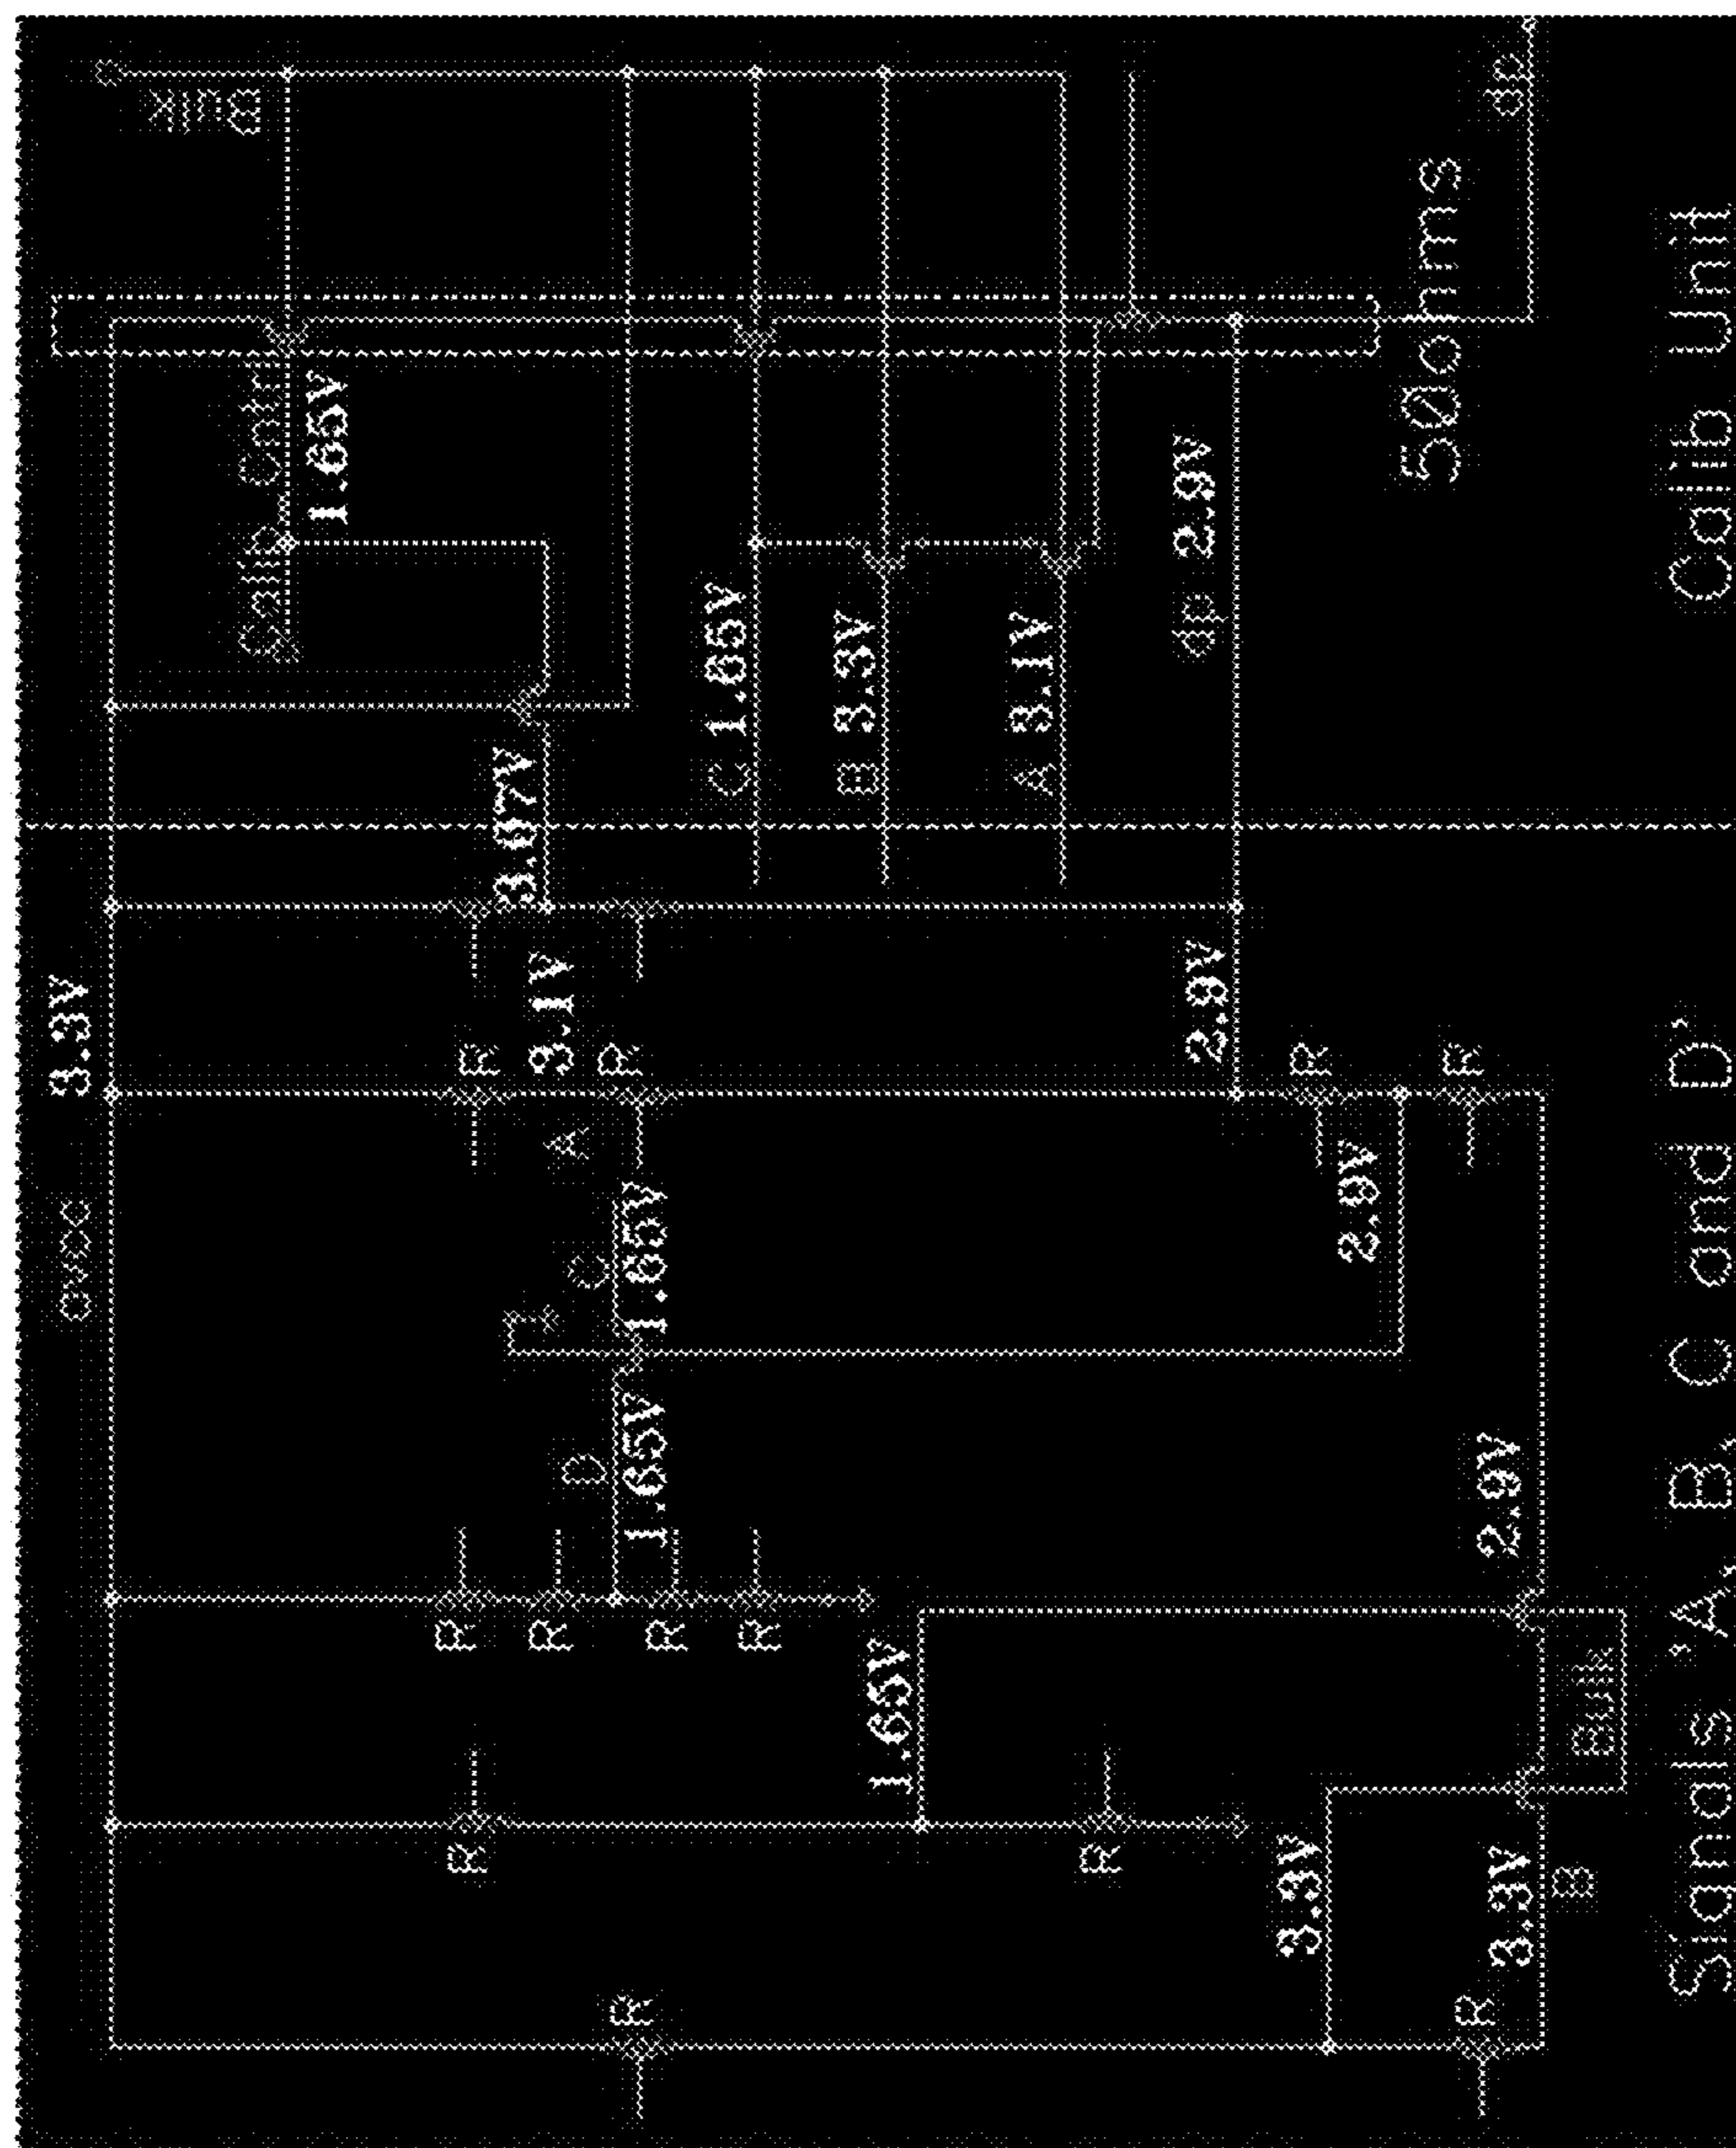 ovcc
3.3V
Bulk
Calib Cntrl
1.65V
3.07V
R
R
R
R
R
R
D
1.65V
C
1.65V
A
3.1V
R
R
C 1.65V
B 3.3V
1.65V
A 3.1V
R
2.9V
dp 2.9V
3.3V
2.9V
R
R
3.3V
B
Bulk
2.9V
R
50ohms
dp
Signals 'A, B, C and D'
Calib Unit